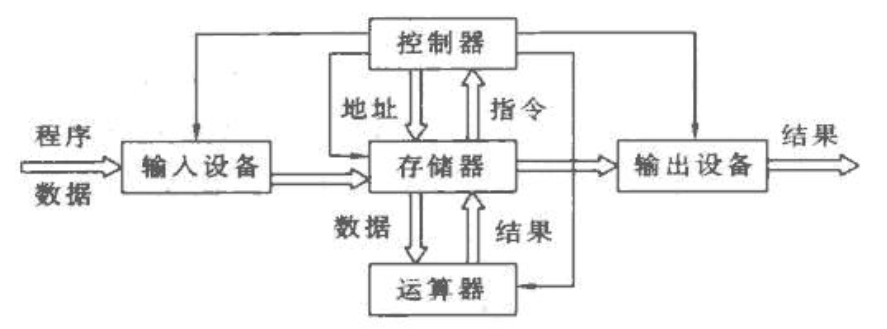 控制器
地址
指令
程序
数据
输入设备
存储器
输出设备
结果
数据
结果
运算器